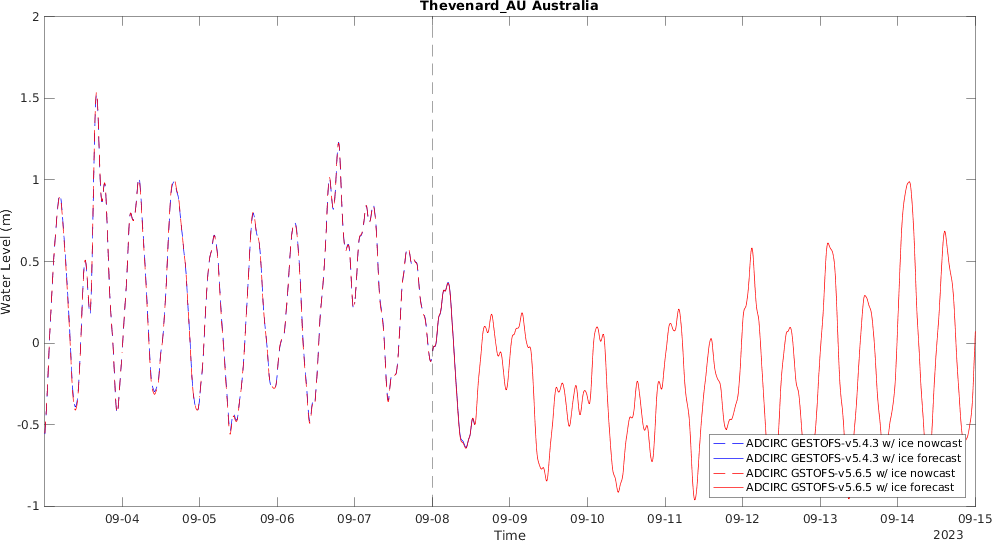 Thevenard_AU Australia
Water Level (m)
2
1.5
1
0.5
0
-0.5
-1
09-04 09-05 09-06 09-07 09-08 09-09 09-10 09-11 09-12 09-13 09-14 09-15
Time
2023
ADCIRC GESTOFS-v5.4.3 w/ ice nowcast
ADCIRC GESTOFS-v5.4.3 w/ ice forecast
ADCIRC GSTOFS-v5.6.5 w/ ice nowcast
ADCIRC GSTOFS-v5.6.5 w/ ice forecast